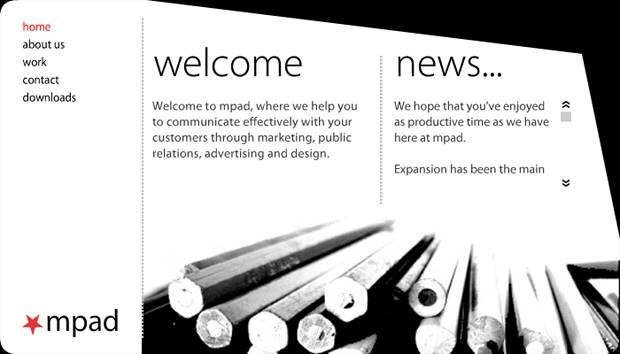 home
about us
work
contact
downloads
welcome
Welcome to mpad, where we help you
to communicate effectively with your
customers through marketing, public
relations, advertising and design.
news...
We hope that you've enjoyed
as productive time as we have
here at mpad.
Expansion has been the main
mpad